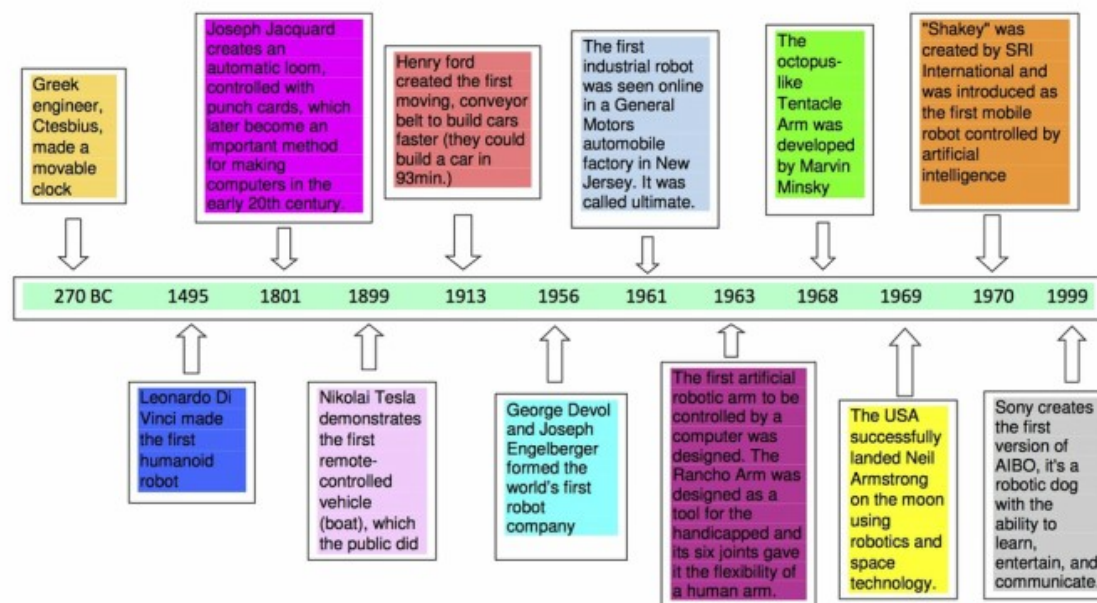 Greek
engineer,
Ctesbius,
made a
movable
clock
Joseph Jacquard
creates an
automatic loom,
controlled with
punch cards, which
later become an
important method
for making
computers in the
early 20th century.
Henry ford
created the first
moving, conveyor
belt to build cars
faster (they could
build a car in
93min.)
The first
industrial robot
was seen online
in a General
Motors
automobile
factory in New
Jersey. It was
called ultimate.
The
octopus-
like
Tentacle
Arm was
developed
by Marvin
Minsky
"Shakey" was
created by SRI
International and
was introduced as
the first mobile
robot controlled by
artificial
intelligence
270 BC 1495 1801 1899 1913 1956 1961 1963 1968 1969 1970 1999
Leonardo Di
Vinci made
the first
humanoid
robot
Nikolai Tesla
demonstrates
the first
remote-
controlled
vehicle
(boat), which
the public did
George Devol
and Joseph
Engelberger
formed the
world's first
robot
company
The first artificial
robotic arm to be
controlled by a
computer was
designed. The
Rancho Arm was
designed as a
tool for the
handicapped and
its six joints gave
it the flexibility of
a human arm.
The USA
successfully
landed Neil
Armstrong
on the moon
using
robotics and
space
technology.
Sony creates
the first
version of
AIBO, it's a
robotic dog
with the
ability to
learn,
entertain, and
communicate.